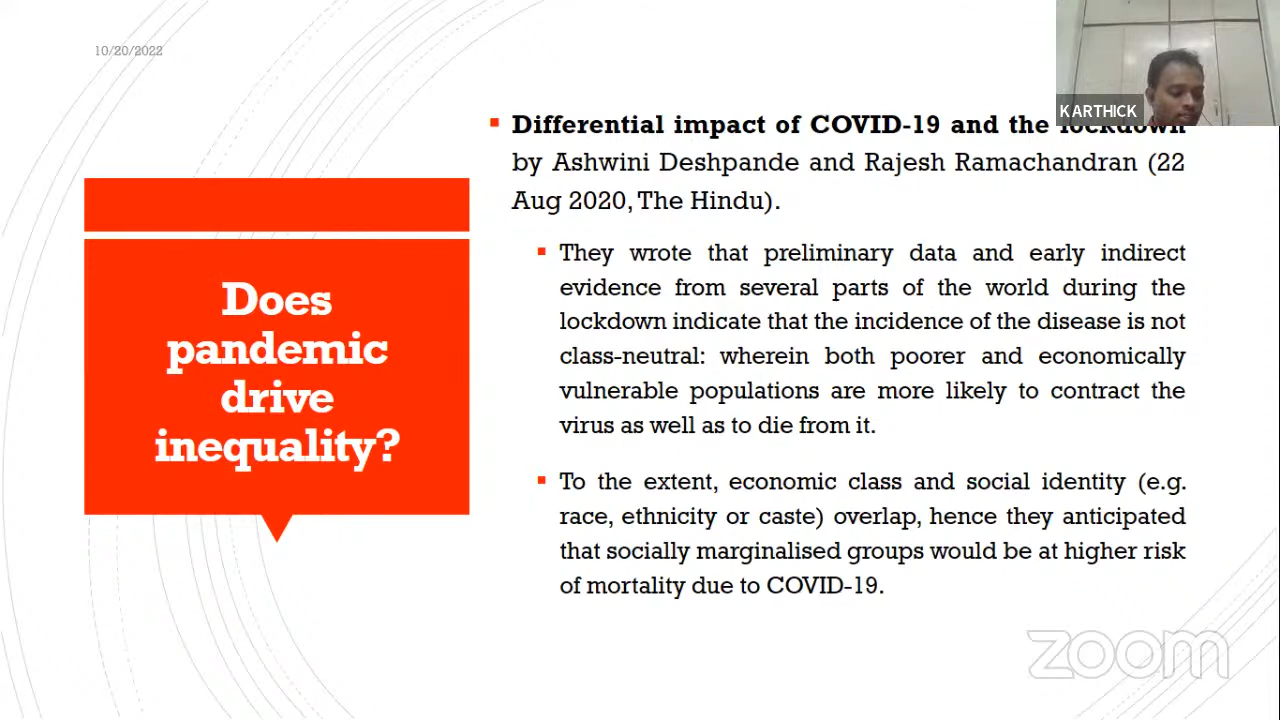 10/20/2022
KARTHICK
Does
pandemic
drive
inequality?
Differential impact of COVID-19 and the lockdown
by Ashwini Deshpande and Rajesh Ramachandran (22
Aug 2020, The Hindu).
They wrote that preliminary data and early indirect
evidence from several parts of the world during the
lockdown indicate that the incidence of the disease is not
class-neutral: wherein both poorer and economically
vulnerable populations are more likely to contract the
virus as well as to die from it.
To the extent, economic class and social identity (e.g.
race, ethnicity or caste) overlap, hence they anticipated
that socially marginalised groups would be at higher risk
of mortality due to COVID-19.
zoom